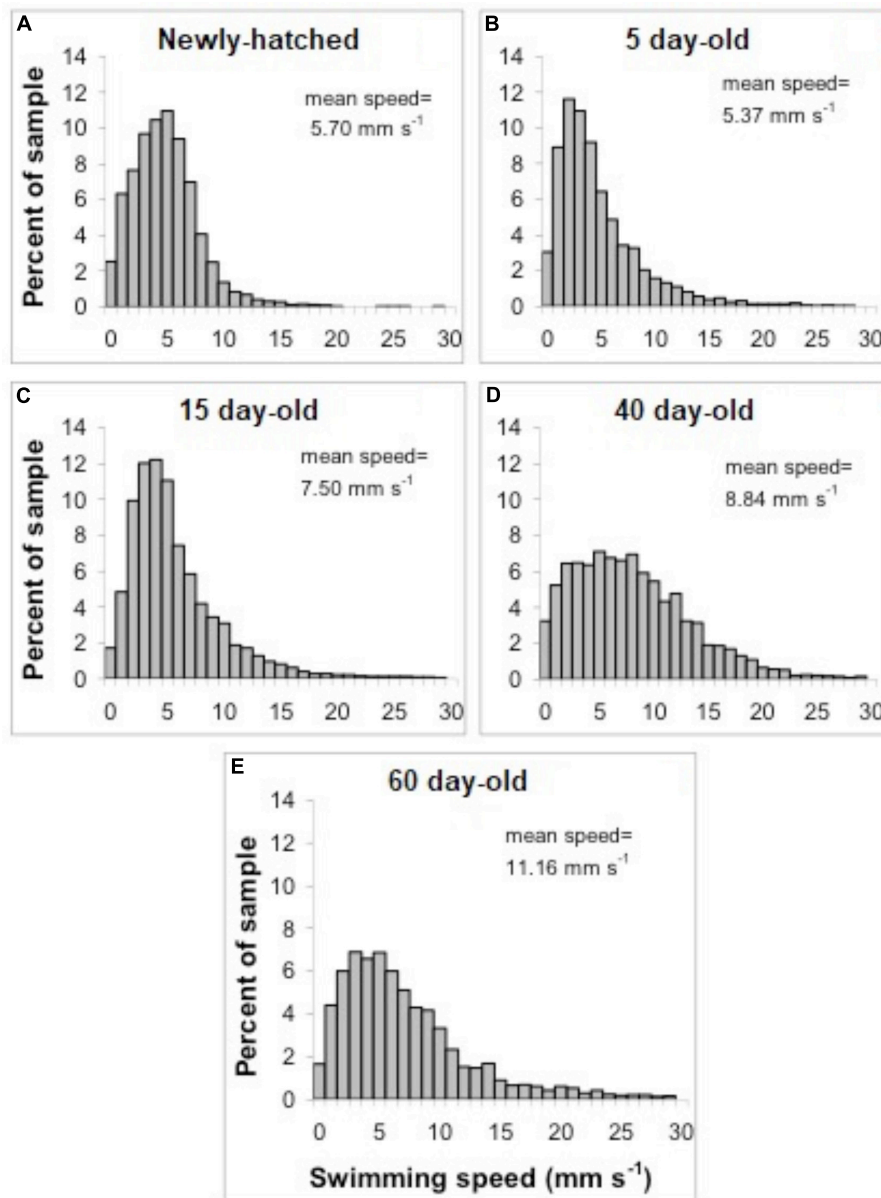 A
Newly-hatched
mean speed=
5.70 mm s⁻¹
Percent of sample
14
12
10
8
6
4
2
0
0 5 10 15 20 25 30
B
5 day-old
mean speed=
5.37 mm s⁻¹
14
12
10
8
6
4
2
0
0 5 10 15 20 25 30
C
15 day-old
mean speed=
7.50 mm s⁻¹
Percent of sample
14
12
10
8
6
4
2
0
0 5 10 15 20 25 30
D
40 day-old
mean speed=
8.84 mm s⁻¹
14
12
10
8
6
4
2
0
0 5 10 15 20 25 30
E
60 day-old
mean speed=
11.16 mm s⁻¹
Percent of sample
14
12
10
8
6
4
2
0
0 5 10 15 20 25 30
Swimming speed (mm s⁻¹)